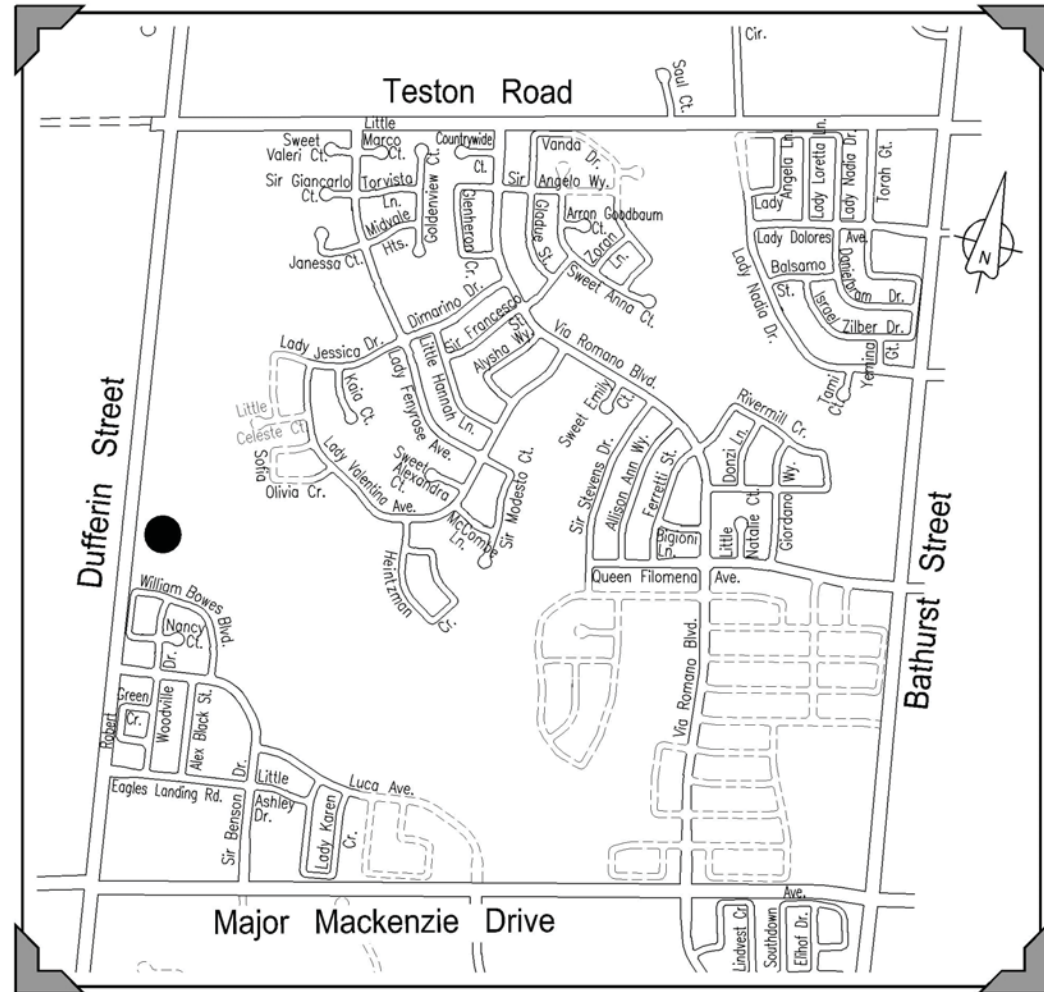 Cir.
Saul Ct.
Teston Road
Little
Sweet
Valeri Ct.
Marco
Ct.
Countrywide
Ct.
Vanda
Dr.
Sir Giancarlo
Ct.
Torvista
Ln.
Goldenview Ct.
Sir
Angelo Wy.
Midvale
Hts.
Glenheron
Cr.
Gladue St.
Arron Goodbaum
Ct.
Zoran
Ln.
Janessa Ct.
Sweet Anna Ct.
Lady
Angela Ln.
Lady Loretta Ln.
Lady Nadia Dr.
Torah Gt.
Lady Dolores
Ave.
Balsamo
St.
Danielbram
Dr.
Lady Nadia Dr.
Israel
Zilber Dr.
Yemina
Gt.
Tami
Ct.
N
Dimarino Dr.
Sir Francesco
St.
Alysha Wy.
Via Romano Blvd.
Lady Jessica Dr.
Little Hannah
Ln.
Lady Fenyrose
Ave.
Kaia Ct.
Little
Celeste Ct.
Sofia
Olivia Cr.
Lady Valentina Ave.
Sweet
Alexandra
Ct.
McCombe
Ln.
Sir Modesto Ct.
Heintzman
Cr.
Sweet Emily
Ct.
Sir Stevens Dr.
Allison Ann Wy.
Ferretti St.
Rivermill Cr.
Donzi Ln.
Bigioni
Ln.
Little
Natalie Ct.
Giordano
Wy.
Queen Filomena
Ave.
Dufferin Street
Bathurst Street
Via Romano Blvd.
William Bowes
Blvd.
Nancy
Ct.
Dr.
Woodville
Green
Cr.
Robert
Alex Black St.
Eagles Landing Rd.
Dr.
Sir Benson
Little
Ashley
Dr.
Luca Ave.
Lady Karen
Cr.
Major Mackenzie Drive
Ave.
Lindvest Cr.
Southdown
Ellhof Dr.